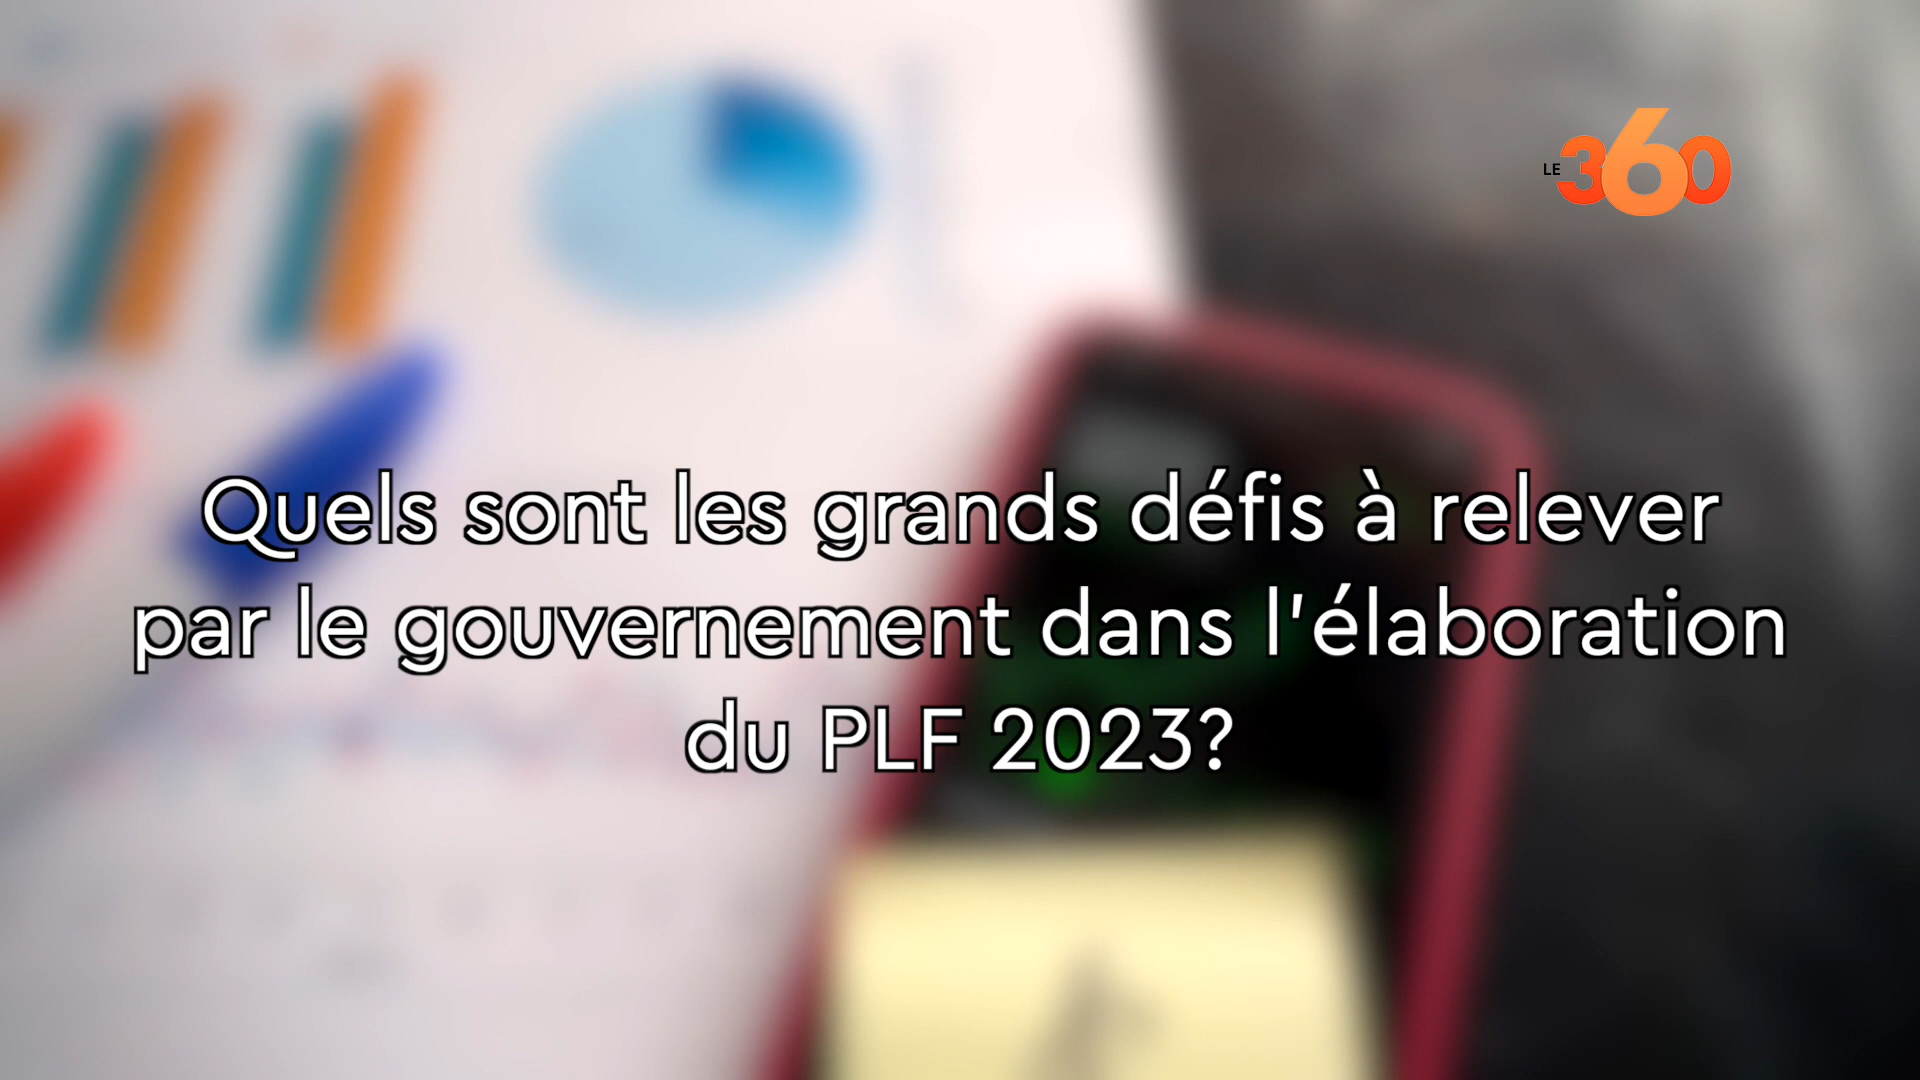 LE 360
Quels sont les grands défis à relever
par le gouvernement dans l'élaboration
du PLF 2023?